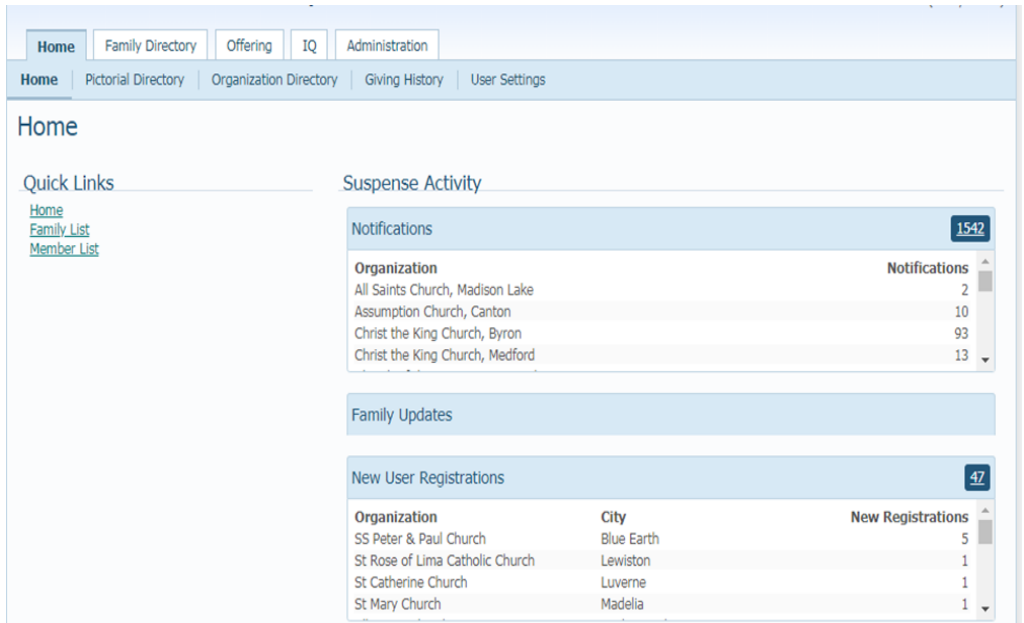 Home Family Directory Offering IQ Administration
Home Pictorial Directory Organization Directory Giving History User Settings
Home
Quick Links
Home
Family List
Member List
Suspense Activity
Notifications 1542
Organization Notifications
All Saints Church, Madison Lake 2
Assumption Church, Canton 10
Christ the King Church, Byron 93
Christ the King Church, Medford 13
Family Updates
New User Registrations 47
Organization City New Registrations
SS Peter & Paul Church Blue Earth 5
St Rose of Lima Catholic Church Lewiston 1
St Catherine Church Luverne 1
St Mary Church Madelia 1